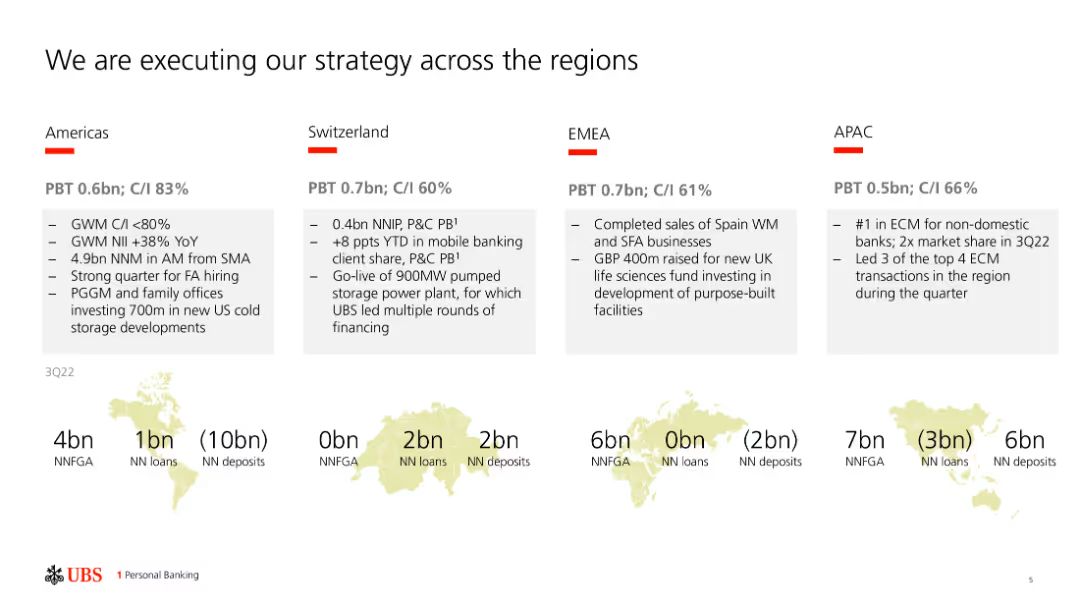 We are executing our strategy across the regions
Americas
PBT 0.6bn; C/I 83%
– GWM C/I <80%
– GWM NII +38% YoY
– 4.9bn NNM in AM from SMA
– Strong quarter for FA hiring
– PGGM and family offices
investing 700m in new US cold
storage developments
Switzerland
PBT 0.7bn; C/I 60%
– 0.4bn NNIP, P&C PB¹
– +8 ppts YTD in mobile banking
client share, P&C PB¹
– Go-live of 900MW pumped
storage power plant, for which
UBS led multiple rounds of
financing
EMEA
PBT 0.7bn; C/I 61%
– Completed sales of Spain WM
and SFA businesses
– GBP 400m raised for new UK
life sciences fund investing in
development of purpose-built
facilities
APAC
PBT 0.5bn; C/I 66%
– #1 in ECM for non-domestic
banks; 2x market share in 3Q22
– Led 3 of the top 4 ECM
transactions in the region
during the quarter
3Q22
4bn 1bn (10bn)
NNFGA NN loans NN deposits
0bn 2bn 2bn
NNFGA NN loans NN deposits
6bn 0bn (2bn)
NNFGA NN loans NN deposits
7bn (3bn) 6bn
NNFGA NN loans NN deposits
UBS
1 Personal Banking
5